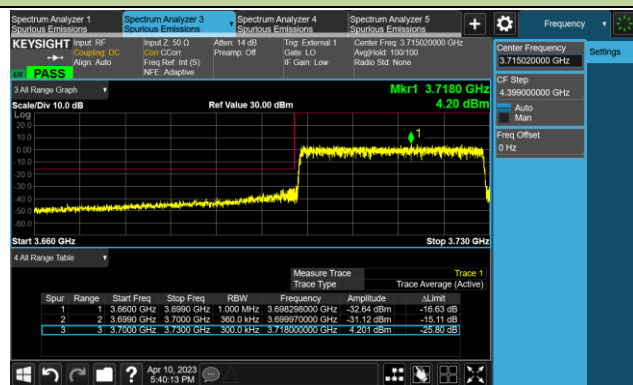 Spectrum Analyzer 1
Spurious Emissions
Spectrum Analyzer 3
Spurious Emissions
Spectrum Analyzer 4
Spurious Emissions
Spectrum Analyzer 5
Spurious Emissions
+
Frequency
KEYSIGHT
Input: RF
Coupling: DC
Align: Auto
Input Z: 50 Ω
Corr CCorr
Freq Ref: Int (S)
NFE: Adaptive
Atten: 14 dB
Preamp: Off
Trig: External 1
Gate: LO
IF Gain: Low
Center Freq: 3.715020000 GHz
Avg|Hold: 100/100
Radio Std: None
PASS
Center Frequency
3.715020000 GHz
Settings
CF Step
4.399000000 GHz
Auto
Man
Freq Offset
0 Hz
3 All Range Graph
Mkr1 3.7180 GHz
Scale/Div 10.0 dB
Ref Value 30.00 dBm
4.20 dBm
Log
20.0
10.0
0.00
-10.0
-20.0
-30.0
-40.0
-50.0
-60.0
1
Start 3.660 GHz
Stop 3.730 GHz
4 All Range Table
Measure Trace Trace 1
Trace Type Trace Average (Active)
Spur Range Start Freq Stop Freq RBW Frequency Amplitude ΔLimit
1 1 3.6600 GHz 3.6990 GHz 1.000 MHz 3.698298000 GHz -32.64 dBm -16.63 dB
2 2 3.6990 GHz 3.7000 GHz 360.0 kHz 3.699970000 GHz -31.12 dBm -15.11 dB
3 3 3.7000 GHz 3.7300 GHz 300.0 kHz 3.718000000 GHz 4.201 dBm -25.80 dB
?
Apr 10, 2023
5:40:13 PM